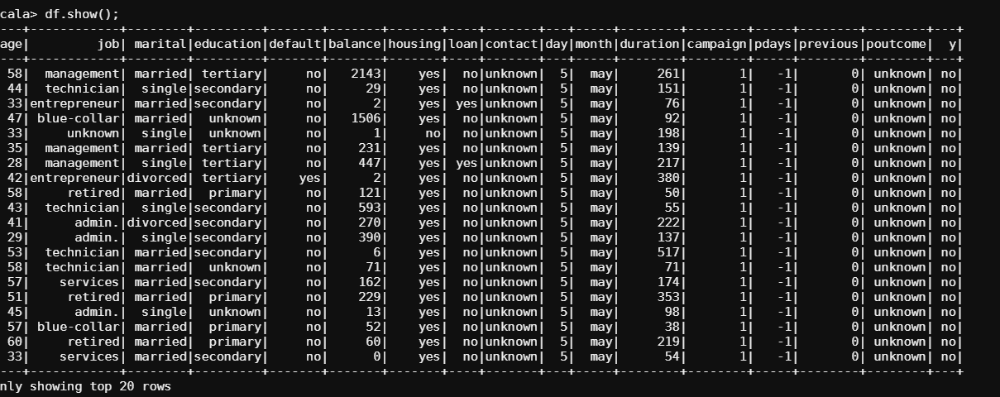 cala> df.show();
---+------------+--------+---------+-------+-------+-------+----+-------+---+-----+--------+--------+-----+--------+--------+---+
age|         job| marital|education|default|balance|housing|loan|contact|day|month|duration|campaign|pdays|previous|poutcome|  y|
---+------------+--------+---------+-------+-------+-------+----+-------+---+-----+--------+--------+-----+--------+--------+---+
 58|  management| married| tertiary|     no|   2143|    yes|  no|unknown|  5|  may|     261|       1|   -1|       0| unknown| no|
 44|  technician|  single|secondary|     no|     29|    yes|  no|unknown|  5|  may|     151|       1|   -1|       0| unknown| no|
 33|entrepreneur| married|secondary|     no|      2|    yes| yes|unknown|  5|  may|      76|       1|   -1|       0| unknown| no|
 47| blue-collar| married|  unknown|     no|   1506|    yes|  no|unknown|  5|  may|      92|       1|   -1|       0| unknown| no|
 33|     unknown|  single|  unknown|     no|      1|     no|  no|unknown|  5|  may|     198|       1|   -1|       0| unknown| no|
 35|  management| married| tertiary|     no|    231|    yes|  no|unknown|  5|  may|     139|       1|   -1|       0| unknown| no|
 28|  management|  single| tertiary|     no|    447|    yes| yes|unknown|  5|  may|     217|       1|   -1|       0| unknown| no|
 42|entrepreneur|divorced| tertiary|    yes|      2|    yes|  no|unknown|  5|  may|     380|       1|   -1|       0| unknown| no|
 58|     retired| married|  primary|     no|    121|    yes|  no|unknown|  5|  may|      50|       1|   -1|       0| unknown| no|
 43|  technician|  single|secondary|     no|    593|    yes|  no|unknown|  5|  may|      55|       1|   -1|       0| unknown| no|
 41|      admin.|divorced|secondary|     no|    270|    yes|  no|unknown|  5|  may|     222|       1|   -1|       0| unknown| no|
 29|      admin.|  single|secondary|     no|    390|    yes|  no|unknown|  5|  may|     137|       1|   -1|       0| unknown| no|
 53|  technician| married|secondary|     no|      6|    yes|  no|unknown|  5|  may|     517|       1|   -1|       0| unknown| no|
 58|  technician| married|  unknown|     no|     71|    yes|  no|unknown|  5|  may|      71|       1|   -1|       0| unknown| no|
 57|    services| married|secondary|     no|    162|    yes|  no|unknown|  5|  may|     174|       1|   -1|       0| unknown| no|
 51|     retired| married|  primary|     no|    229|    yes|  no|unknown|  5|  may|     353|       1|   -1|       0| unknown| no|
 45|      admin.|  single|  unknown|     no|     13|    yes|  no|unknown|  5|  may|      98|       1|   -1|       0| unknown| no|
 57| blue-collar| married|  primary|     no|     52|    yes|  no|unknown|  5|  may|      38|       1|   -1|       0| unknown| no|
 60|     retired| married|  primary|     no|     60|    yes|  no|unknown|  5|  may|     219|       1|   -1|       0| unknown| no|
 33|    services| married|secondary|     no|      0|    yes|  no|unknown|  5|  may|      54|       1|   -1|       0| unknown| no|
---+------------+--------+---------+-------+-------+-------+----+-------+---+-----+--------+--------+-----+--------+--------+---+
nly showing top 20 rows